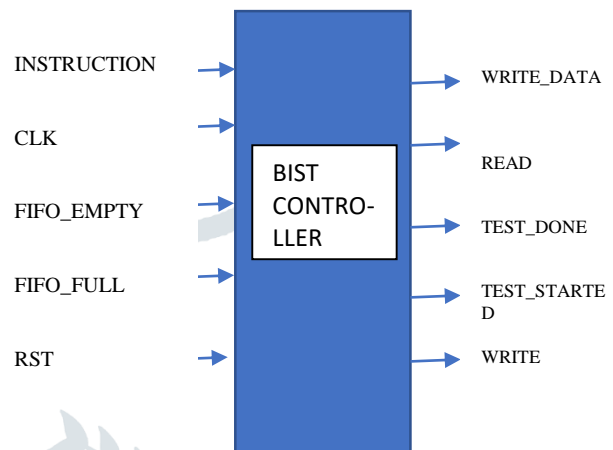 INSTRUCTION
CLK
FIFO_EMPTY
FIFO_FULL
RST
BIST
CONTRO-
LLER
WRITE_DATA
READ
TEST_DONE
TEST_STARTE
D
WRITE